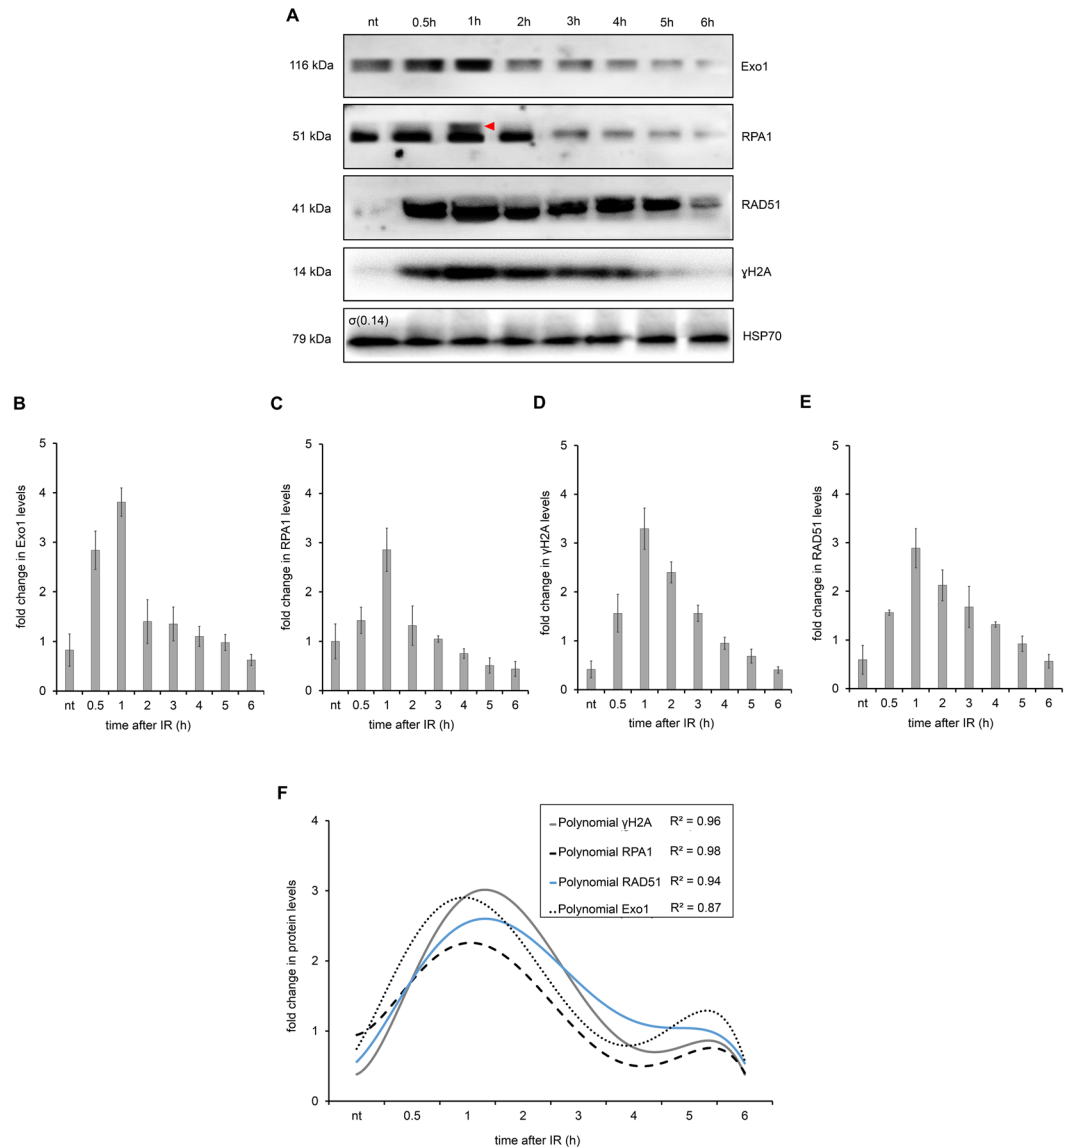 A
nt 0.5h 1h 2h 3h 4h 5h 6h
116 kDa Exo1
51 kDa RPA1
41 kDa RAD51
14 kDa ɣH2A
σ(0.14)
79 kDa HSP70
B
fold change in Exo1 levels
5
4
3
2
1
0
nt 0.5 1 2 3 4 5 6
time after IR (h)
C
fold change in RPA1 levels
5
4
3
2
1
0
nt 0.5 1 2 3 4 5 6
time after IR (h)
D
fold change in γH2A levels
5
4
3
2
1
0
nt 0.5 1 2 3 4 5 6
time after IR (h)
E
fold change in RAD51 levels
5
4
3
2
1
0
nt 0.5 1 2 3 4 5 6
time after IR (h)
F
fold change in protein levels
4
3
2
1
0
nt 0.5 1 2 3 4 5 6
time after IR (h)
Polynomial ɣH2A R² = 0.96
Polynomial RPA1 R² = 0.98
Polynomial RAD51 R² = 0.94
Polynomial Exo1 R² = 0.87